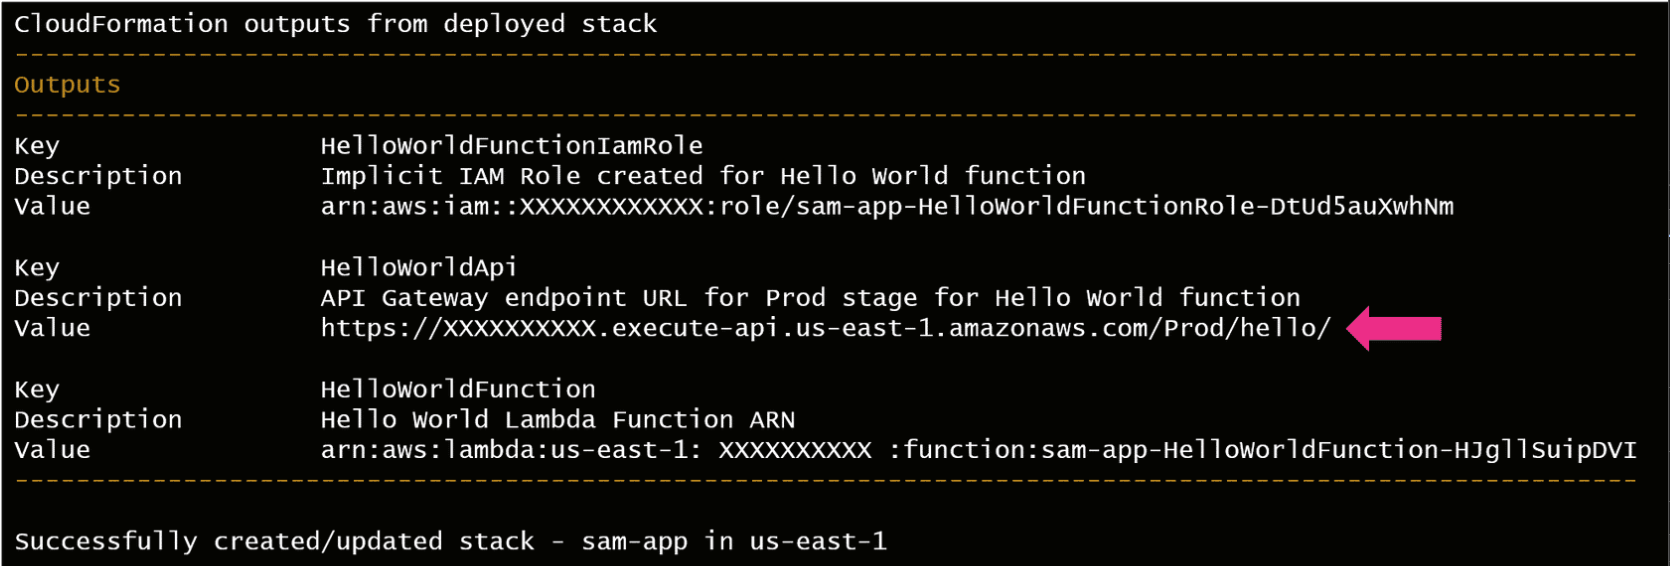 CloudFormation outputs from deployed stack
---------------------------------------------------------------------------------------------------------
Outputs
---------------------------------------------------------------------------------------------------------
Key HelloWorldFunctionIamRole
Description Implicit IAM Role created for Hello World function
Value arn:aws:iam::XXXXXXXXXXXX:role/sam-app-HelloWorldFunctionRole-DtUd5auXwhNm
Key HelloWorldApi
Description API Gateway endpoint URL for Prod stage for Hello World function
Value https://XXXXXXXXXX.execute-api.us-east-1.amazonaws.com/Prod/hello/
Key HelloWorldFunction
Description Hello World Lambda Function ARN
Value arn:aws:lambda:us-east-1: XXXXXXXXXX :function:sam-app-HelloWorldFunction-HJgllSuipDVI
---------------------------------------------------------------------------------------------------------
Successfully created/updated stack - sam-app in us-east-1